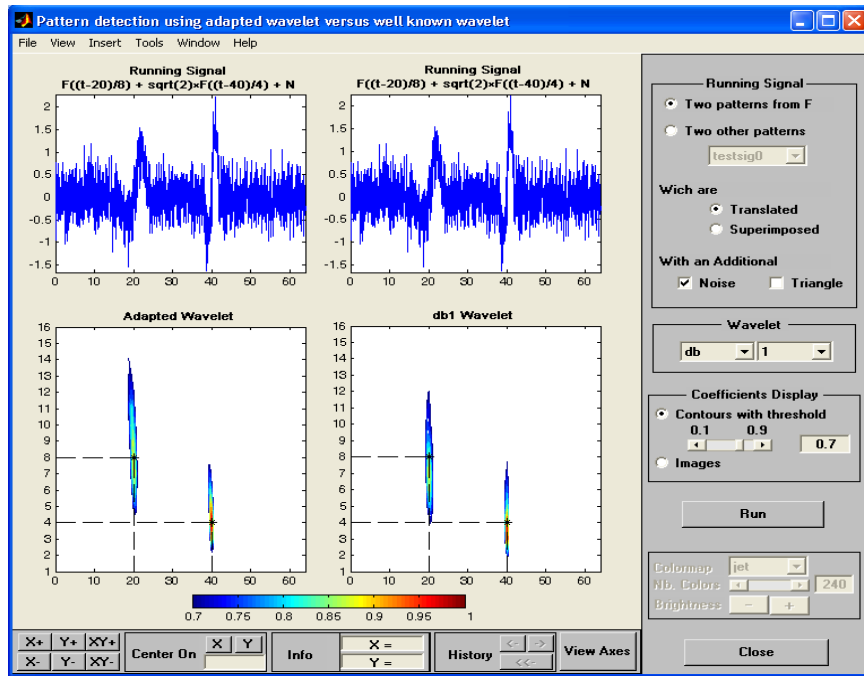 Pattern detection using adapted wavelet versus well known wavelet
File View Insert Tools Window Help
Running Signal
F((t-20)/8) + sqrt(2)×F((t-40)/4) + N
2
1.5
1
0.5
0
-0.5
-1
-1.5
0 10 20 30 40 50 60
Running Signal
F((t-20)/8) + sqrt(2)×F((t-40)/4) + N
2
1.5
1
0.5
0
-0.5
-1
-1.5
0 10 20 30 40 50 60
Adapted Wavelet
16
15
14
13
12
11
10
9
8
7
6
5
4
3
2
1
0 10 20 30 40 50 60
db1 Wavelet
16
15
14
13
12
11
10
9
8
7
6
5
4
3
2
1
0 10 20 30 40 50 60
0.7 0.75 0.8 0.85 0.9 0.95 1
Running Signal
Two patterns from F
Two other patterns
testsig0
Wich are
Translated
Superimposed
With an Additional
Noise Triangle
Wavelet
db 1
Coefficients Display
Contours with threshold
0.1 0.9
0.7
Images
Run
Colormap jet
Nb. Colors 240
Brightness - +
Close
X+ Y+ XY+
X- Y- XY-
Center On X Y
Info X =
Y =
History <- ->
<<-
View Axes